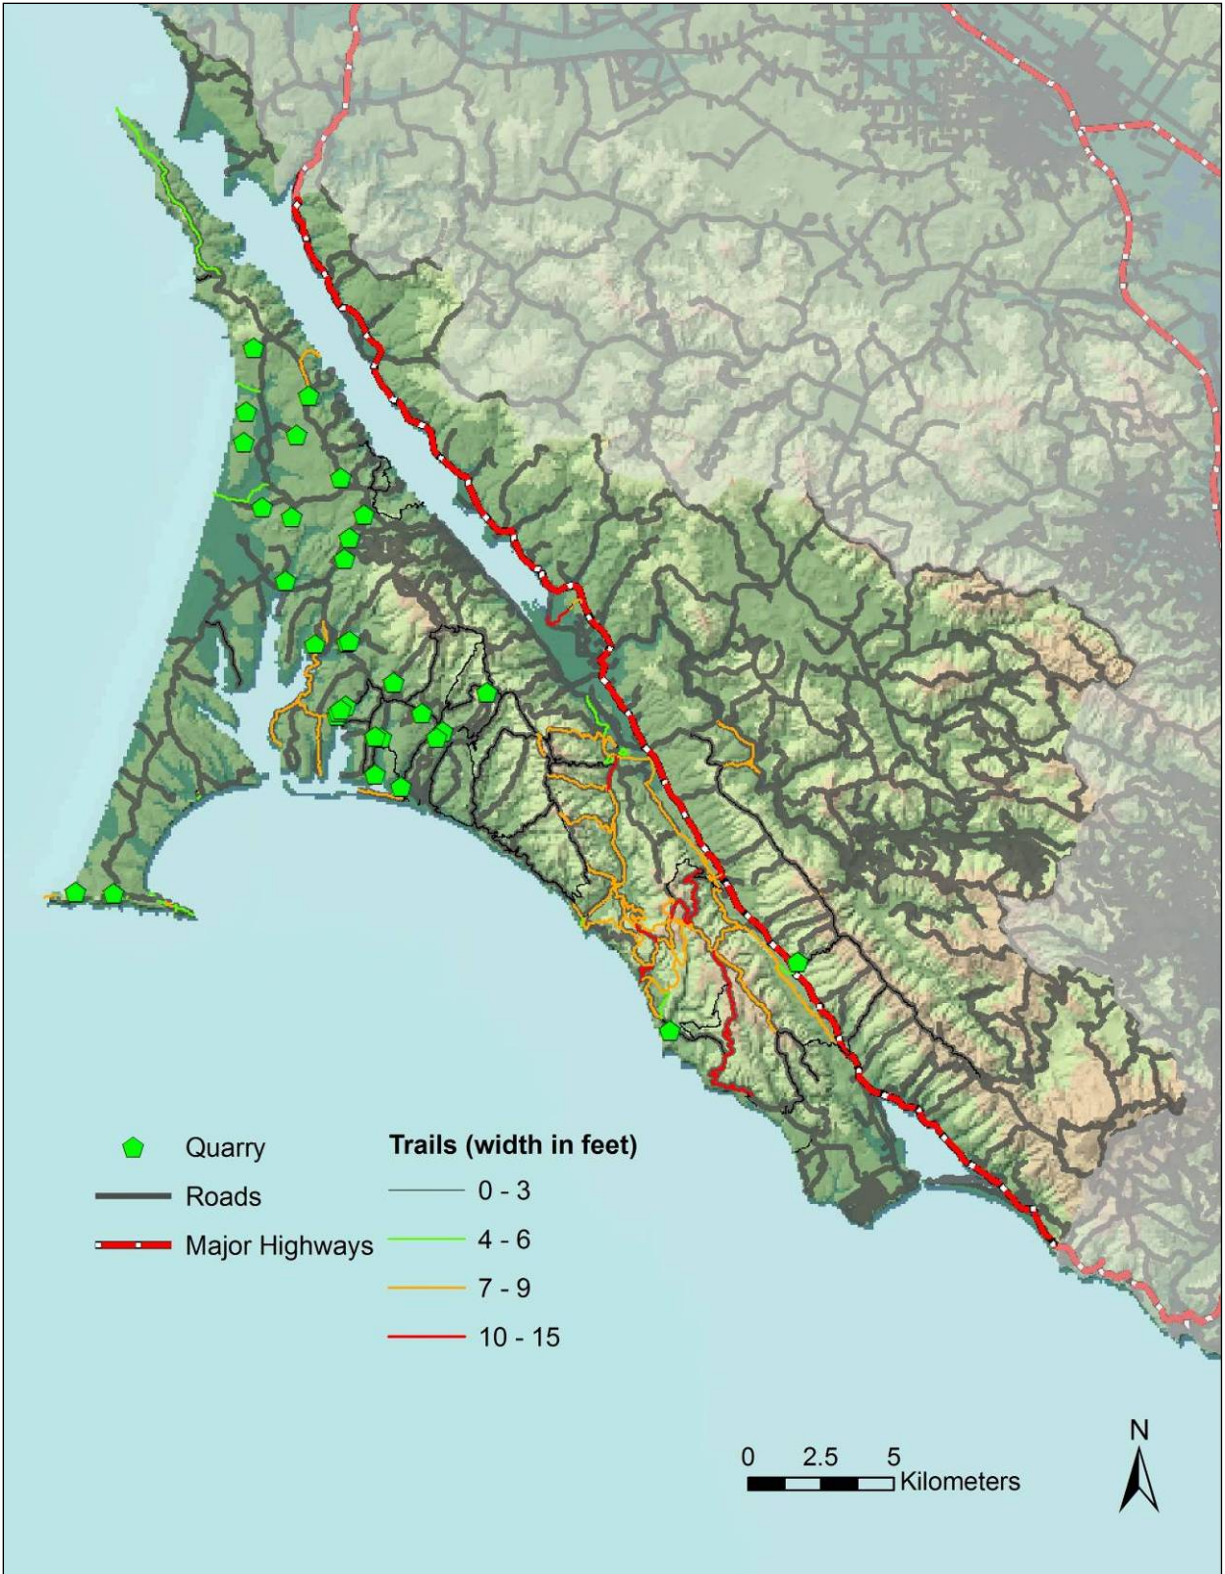 Quarry
Roads
Major Highways
Trails (width in feet)
0 - 3
4 - 6
7 - 9
10 - 15
0 2.5 5
Kilometers
N